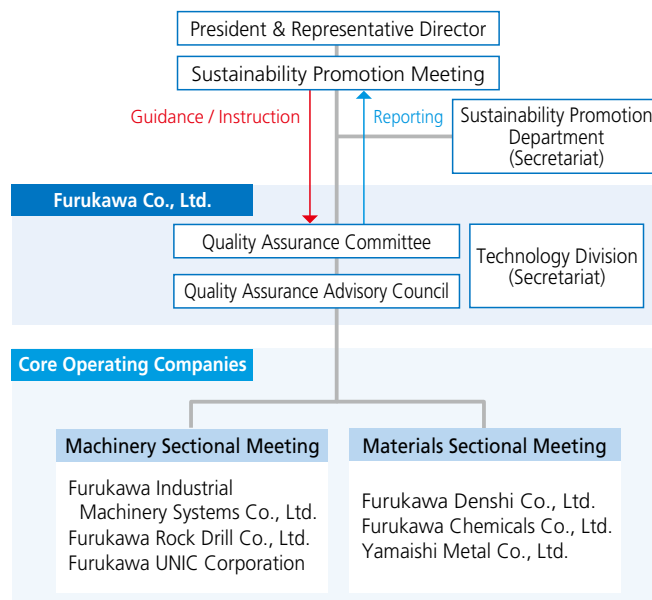 President & Representative Director
Sustainability Promotion Meeting
Guidance / Instruction
Reporting
Sustainability Promotion
Department
(Secretariat)
Furukawa Co., Ltd.
Quality Assurance Committee
Quality Assurance Advisory Council
Technology Division
(Secretariat)
Core Operating Companies
Machinery Sectional Meeting
Furukawa Industrial
Machinery Systems Co., Ltd.
Furukawa Rock Drill Co., Ltd.
Furukawa UNIC Corporation
Materials Sectional Meeting
Furukawa Denshi Co., Ltd.
Furukawa Chemicals Co., Ltd.
Yamaishi Metal Co., Ltd.